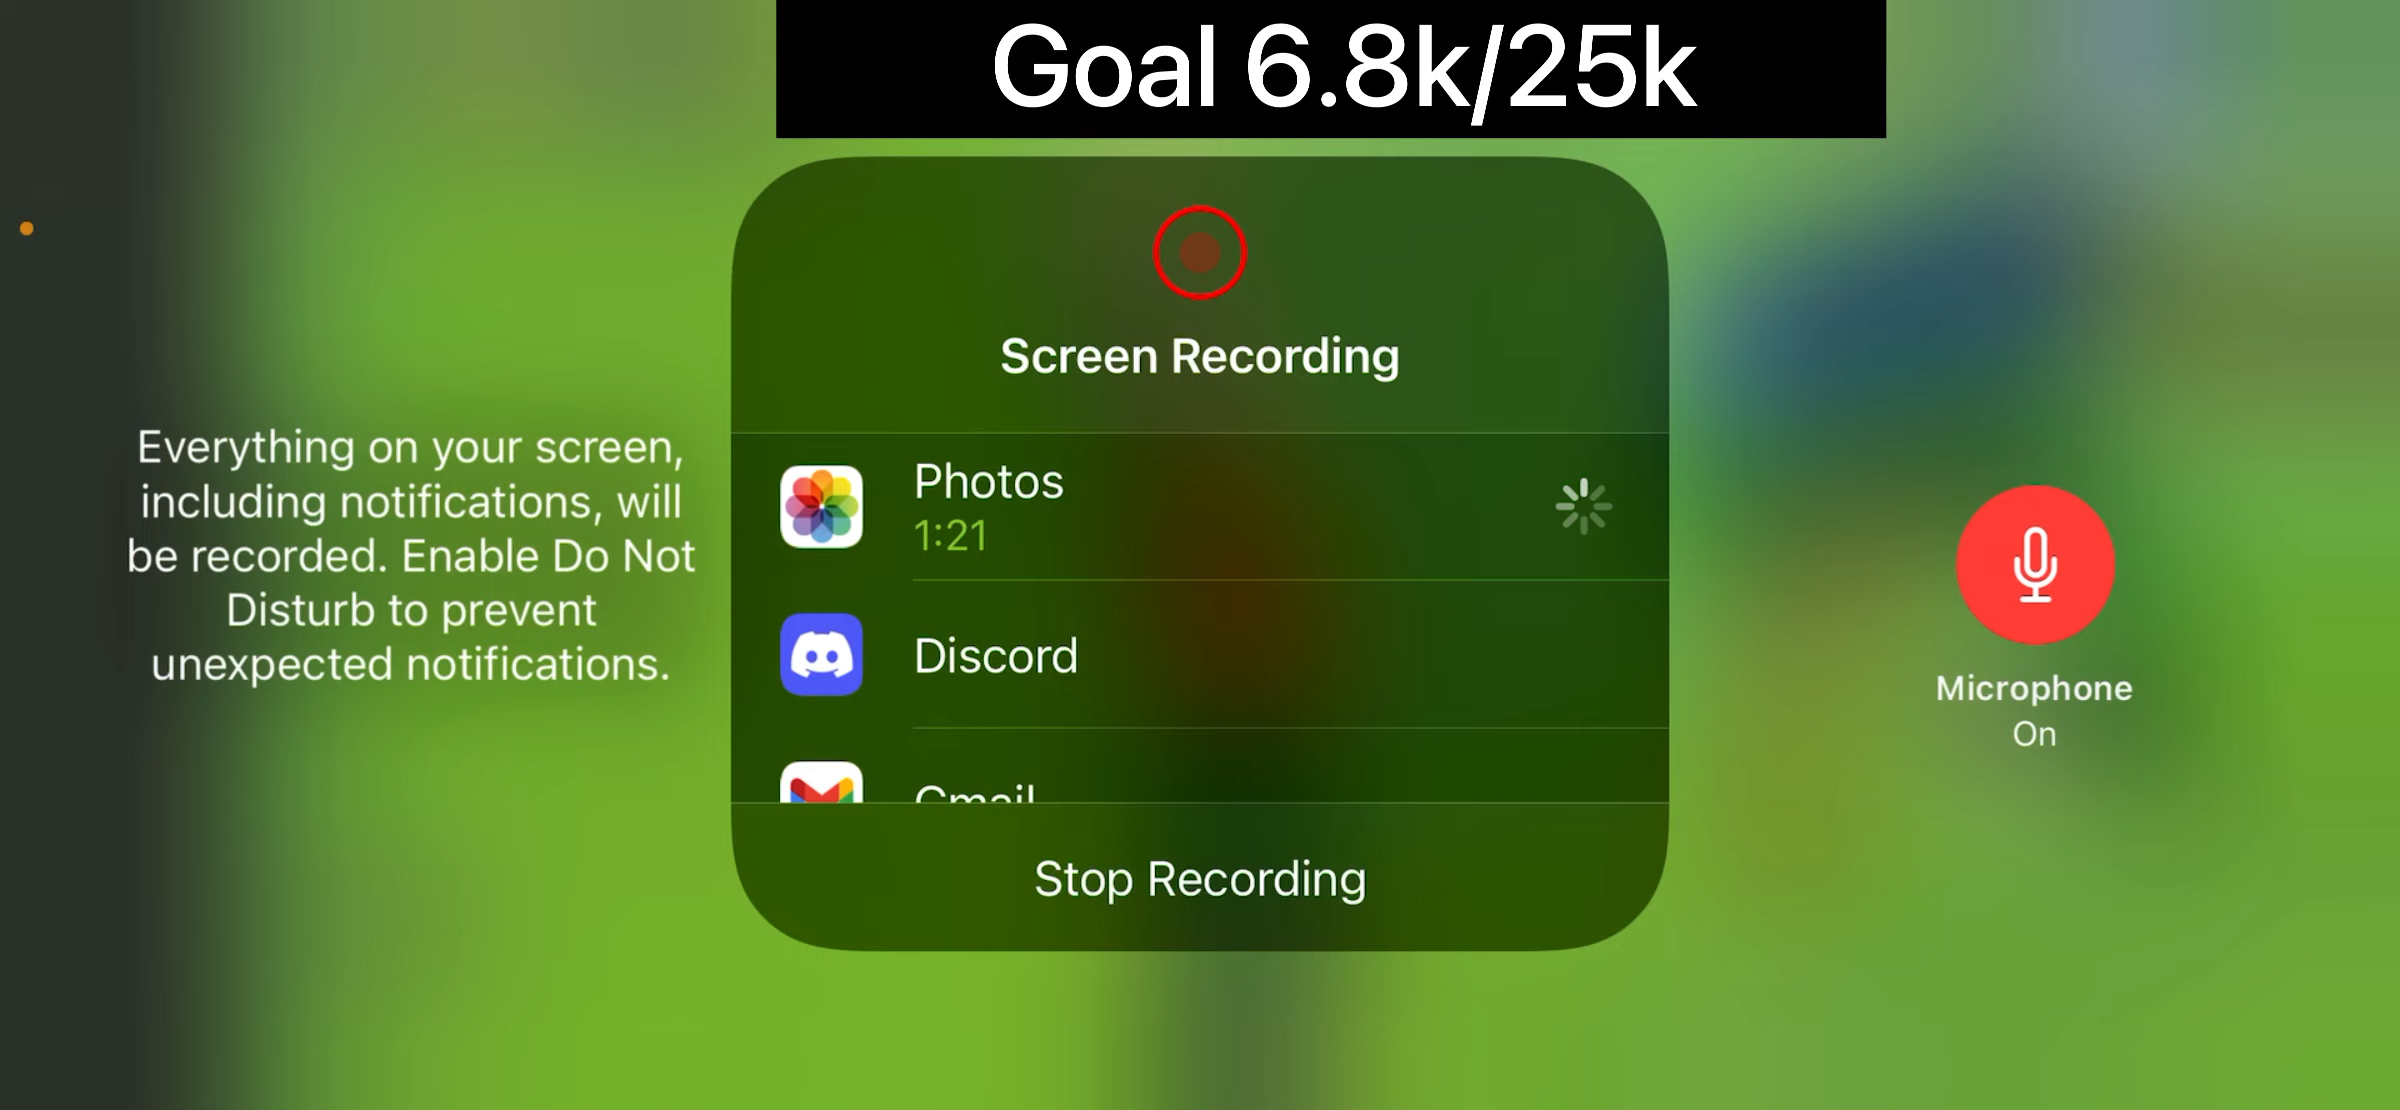 Goal 6.8k/25k
Screen Recording
Everything on your screen,
including notifications, will
be recorded. Enable Do Not
Disturb to prevent
unexpected notifications.
Photos
1:21
Discord
Gmail
Stop Recording
Microphone
On